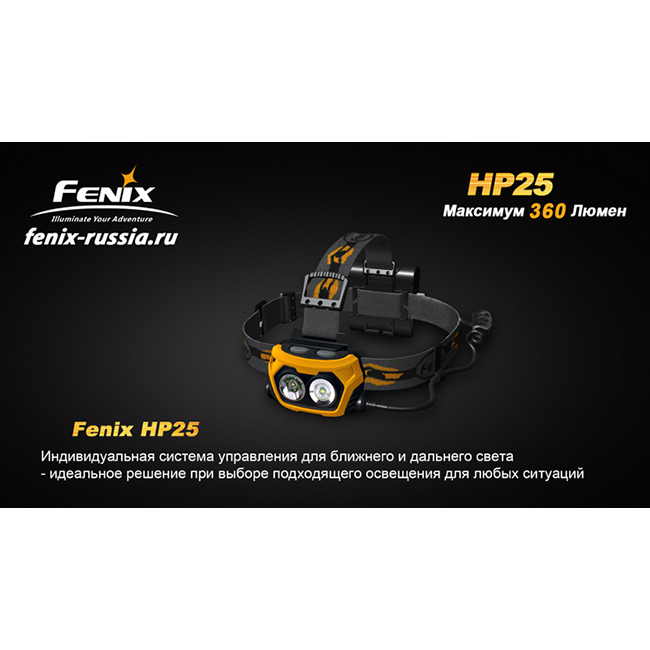 FENIX
Illuminate Your Adventure
fenix-russia.ru
HP25
Максимум 360 Люмен
Fenix HP25
Индивидуальная система управления для ближнего и дальнего света
- идеальное решение при выборе подходящего освещения для любых ситуаций